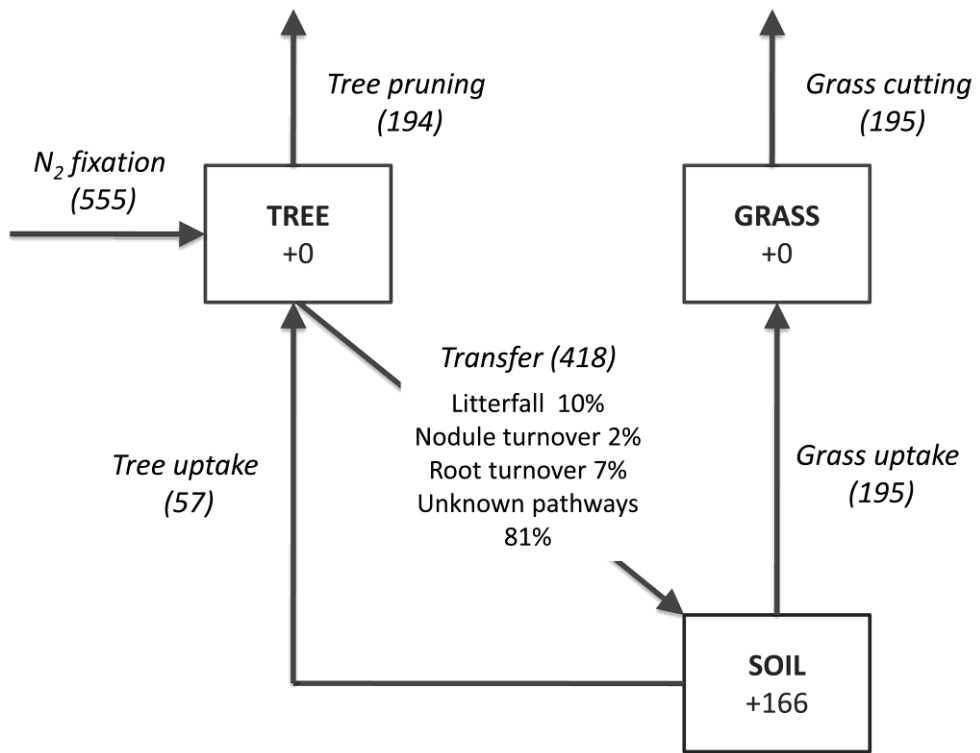 Tree pruning
(194)
Grass cutting
(195)
N₂ fixation
(555)
TREE
+0
GRASS
+0
Transfer (418)
Litterfall 10%
Nodule turnover 2%
Root turnover 7%
Unknown pathways
81%
Tree uptake
(57)
Grass uptake
(195)
SOIL
+166